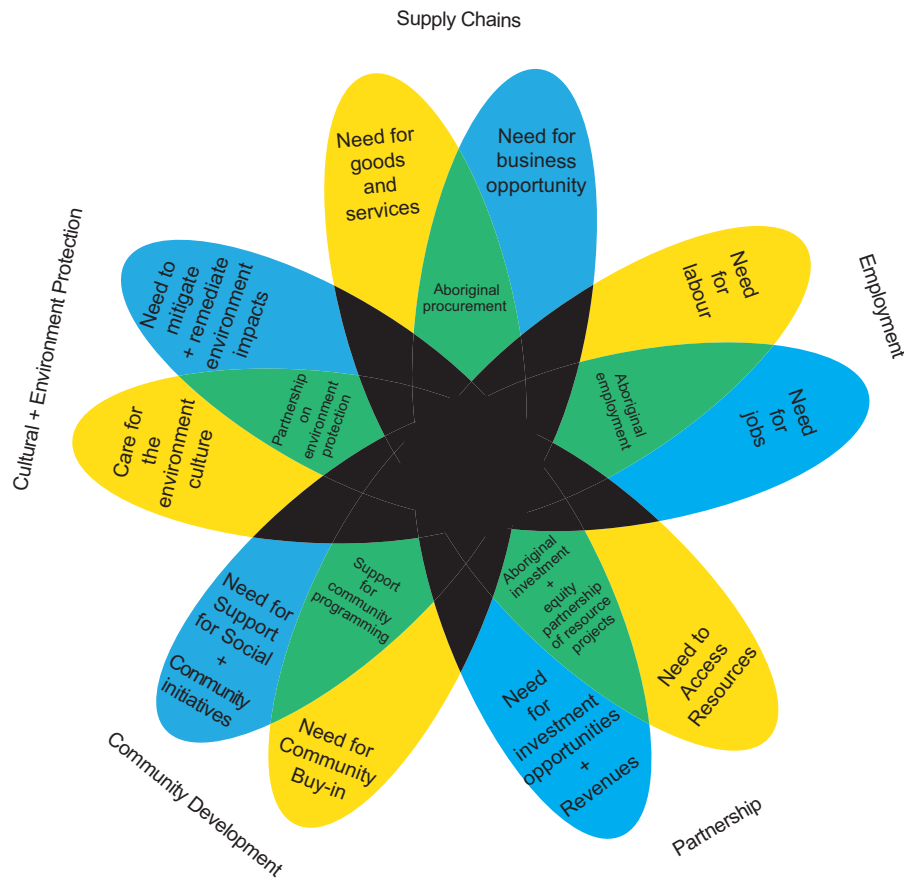 Supply Chains
Need for
goods
and
services
Need for
business
opportunity
Aboriginal
procurement
Employment
Need
for
labour
Need
for
jobs
Aboriginal
employment
Partnership
Need to
Access
Resources
Need
for
investment
opportunities
+
Revenues
Aboriginal
investment
+
equity
partnership
of resource
projects
Community Development
Need for
Community
Buy-in
Need for
Support
for Social
+
Community
initiatives
Support
for
community
programming
Cultural + Environment Protection
Care for
the
environment
culture
Need to
mitigate
+ remediate
environment
impacts
Partnership
on
environment
protection